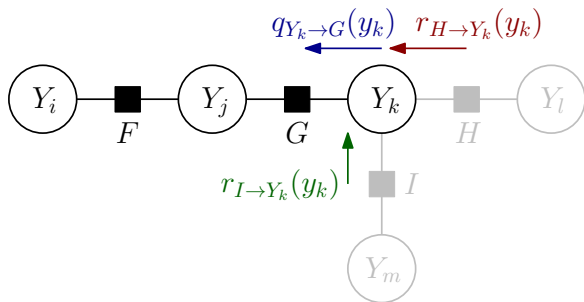 q_{Y_k→G}(y_k) r_{H→Y_k}(y_k)
Y_i Y_j Y_k Y_l
F G H
r_{I→Y_k}(y_k) I
Y_m